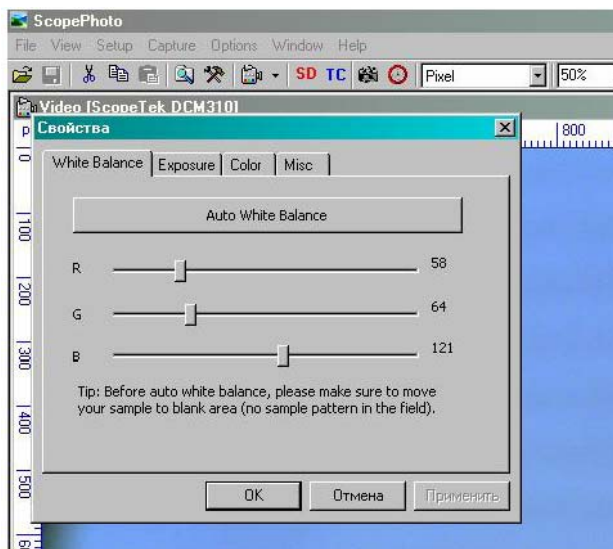 ScopePhoto
File View Setup Capture Options Window Help
SD TC Pixel 50%
Video [ScopeTek DCM310]
Свойства
800
White Balance Exposure Color Misc
0
Auto White Balance
100
R 58
200
G 64
300
B 121
Tip: Before auto white balance, please make sure to move
your sample to blank area (no sample pattern in the field).
400
500
OK Отмена Применить